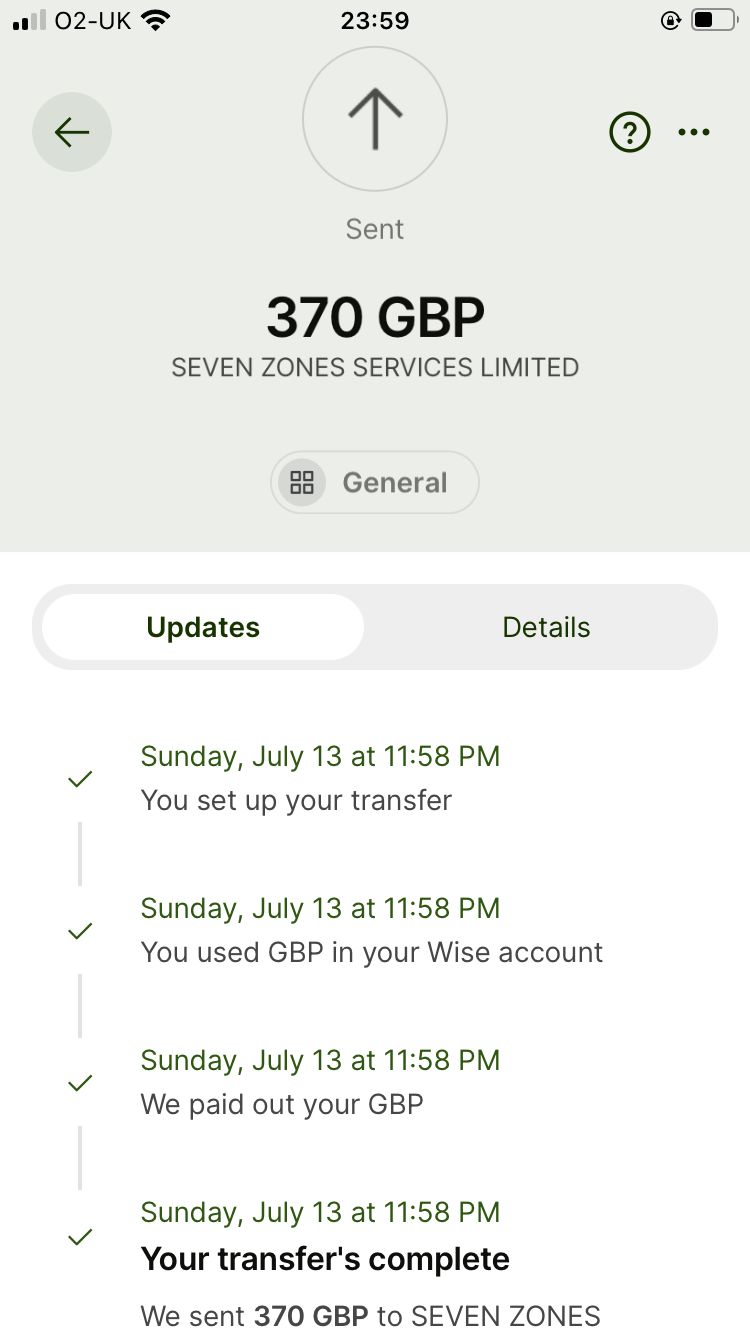 O2-UK 23:59
Sent
370 GBP
SEVEN ZONES SERVICES LIMITED
General
Updates Details
Sunday, July 13 at 11:58 PM
You set up your transfer
Sunday, July 13 at 11:58 PM
You used GBP in your Wise account
Sunday, July 13 at 11:58 PM
We paid out your GBP
Sunday, July 13 at 11:58 PM
Your transfer's complete
We sent 370 GBP to SEVEN ZONES